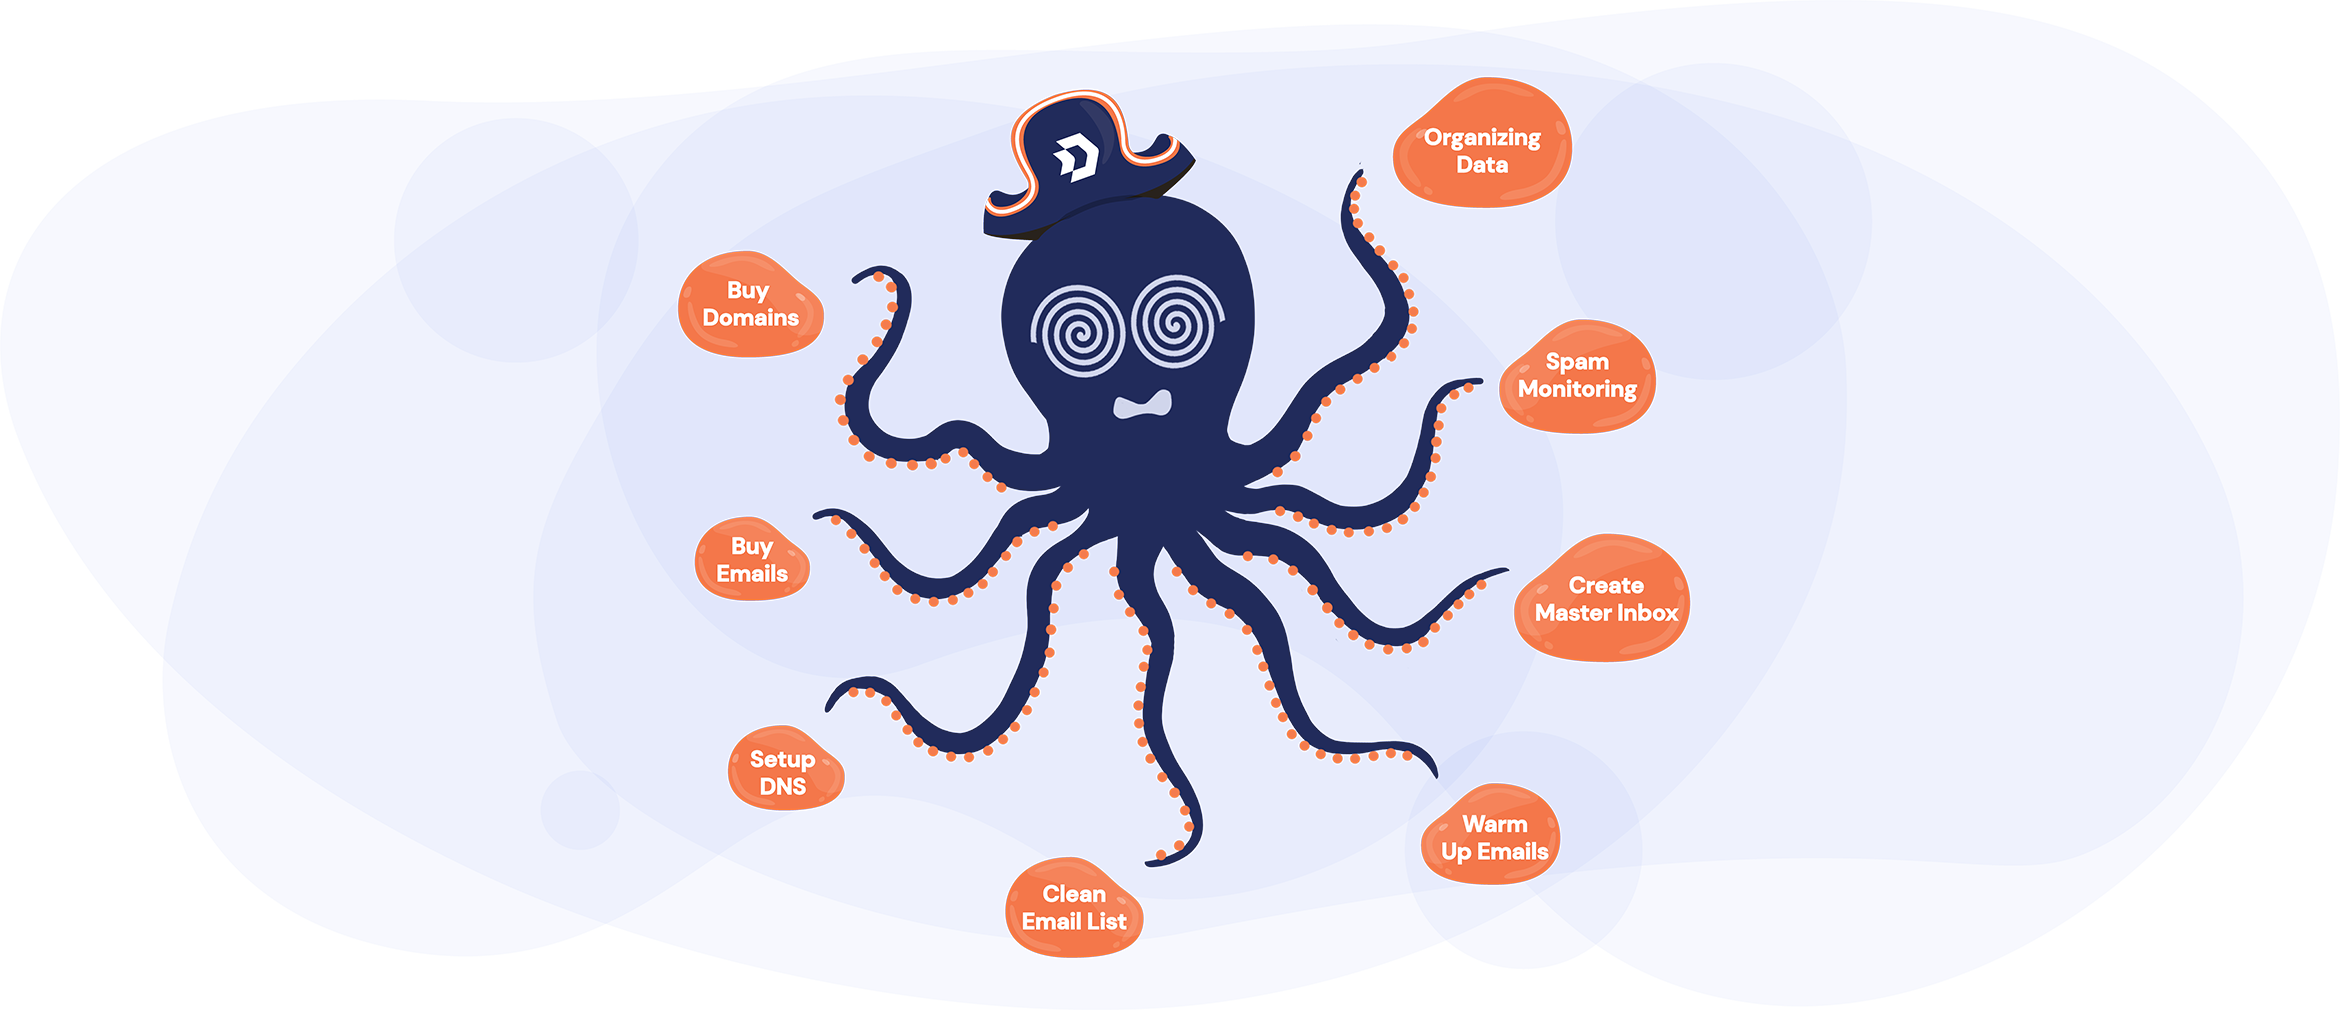 Organizing
Data
Buy
Domains
Spam
Monitoring
Buy
Emails
Create
Master Inbox
Setup
DNS
Warm
Up Emails
Clean
Email List